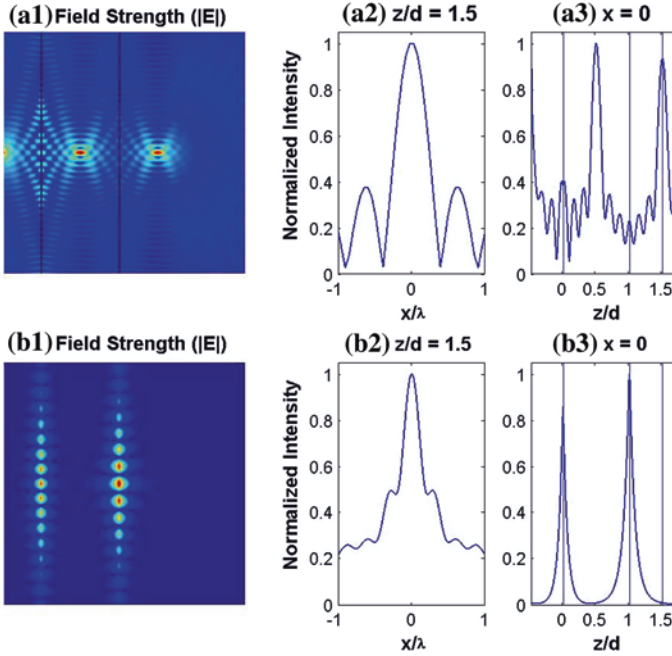 (a1) Field Strength (|E|)
(a2) z/d = 1.5
(a3) x = 0
Normalized Intensity
1
0.8
0.6
0.4
0.2
0
-1 0 1
x/λ
1
0.8
0.6
0.4
0.2
0
0 0.5 1 1.5
z/d
(b1) Field Strength (|E|)
(b2) z/d = 1.5
(b3) x = 0
Normalized Intensity
1
0.8
0.6
0.4
0.2
0
-1 0 1
x/λ
1
0.8
0.6
0.4
0.2
0
0 0.5 1 1.5
z/d